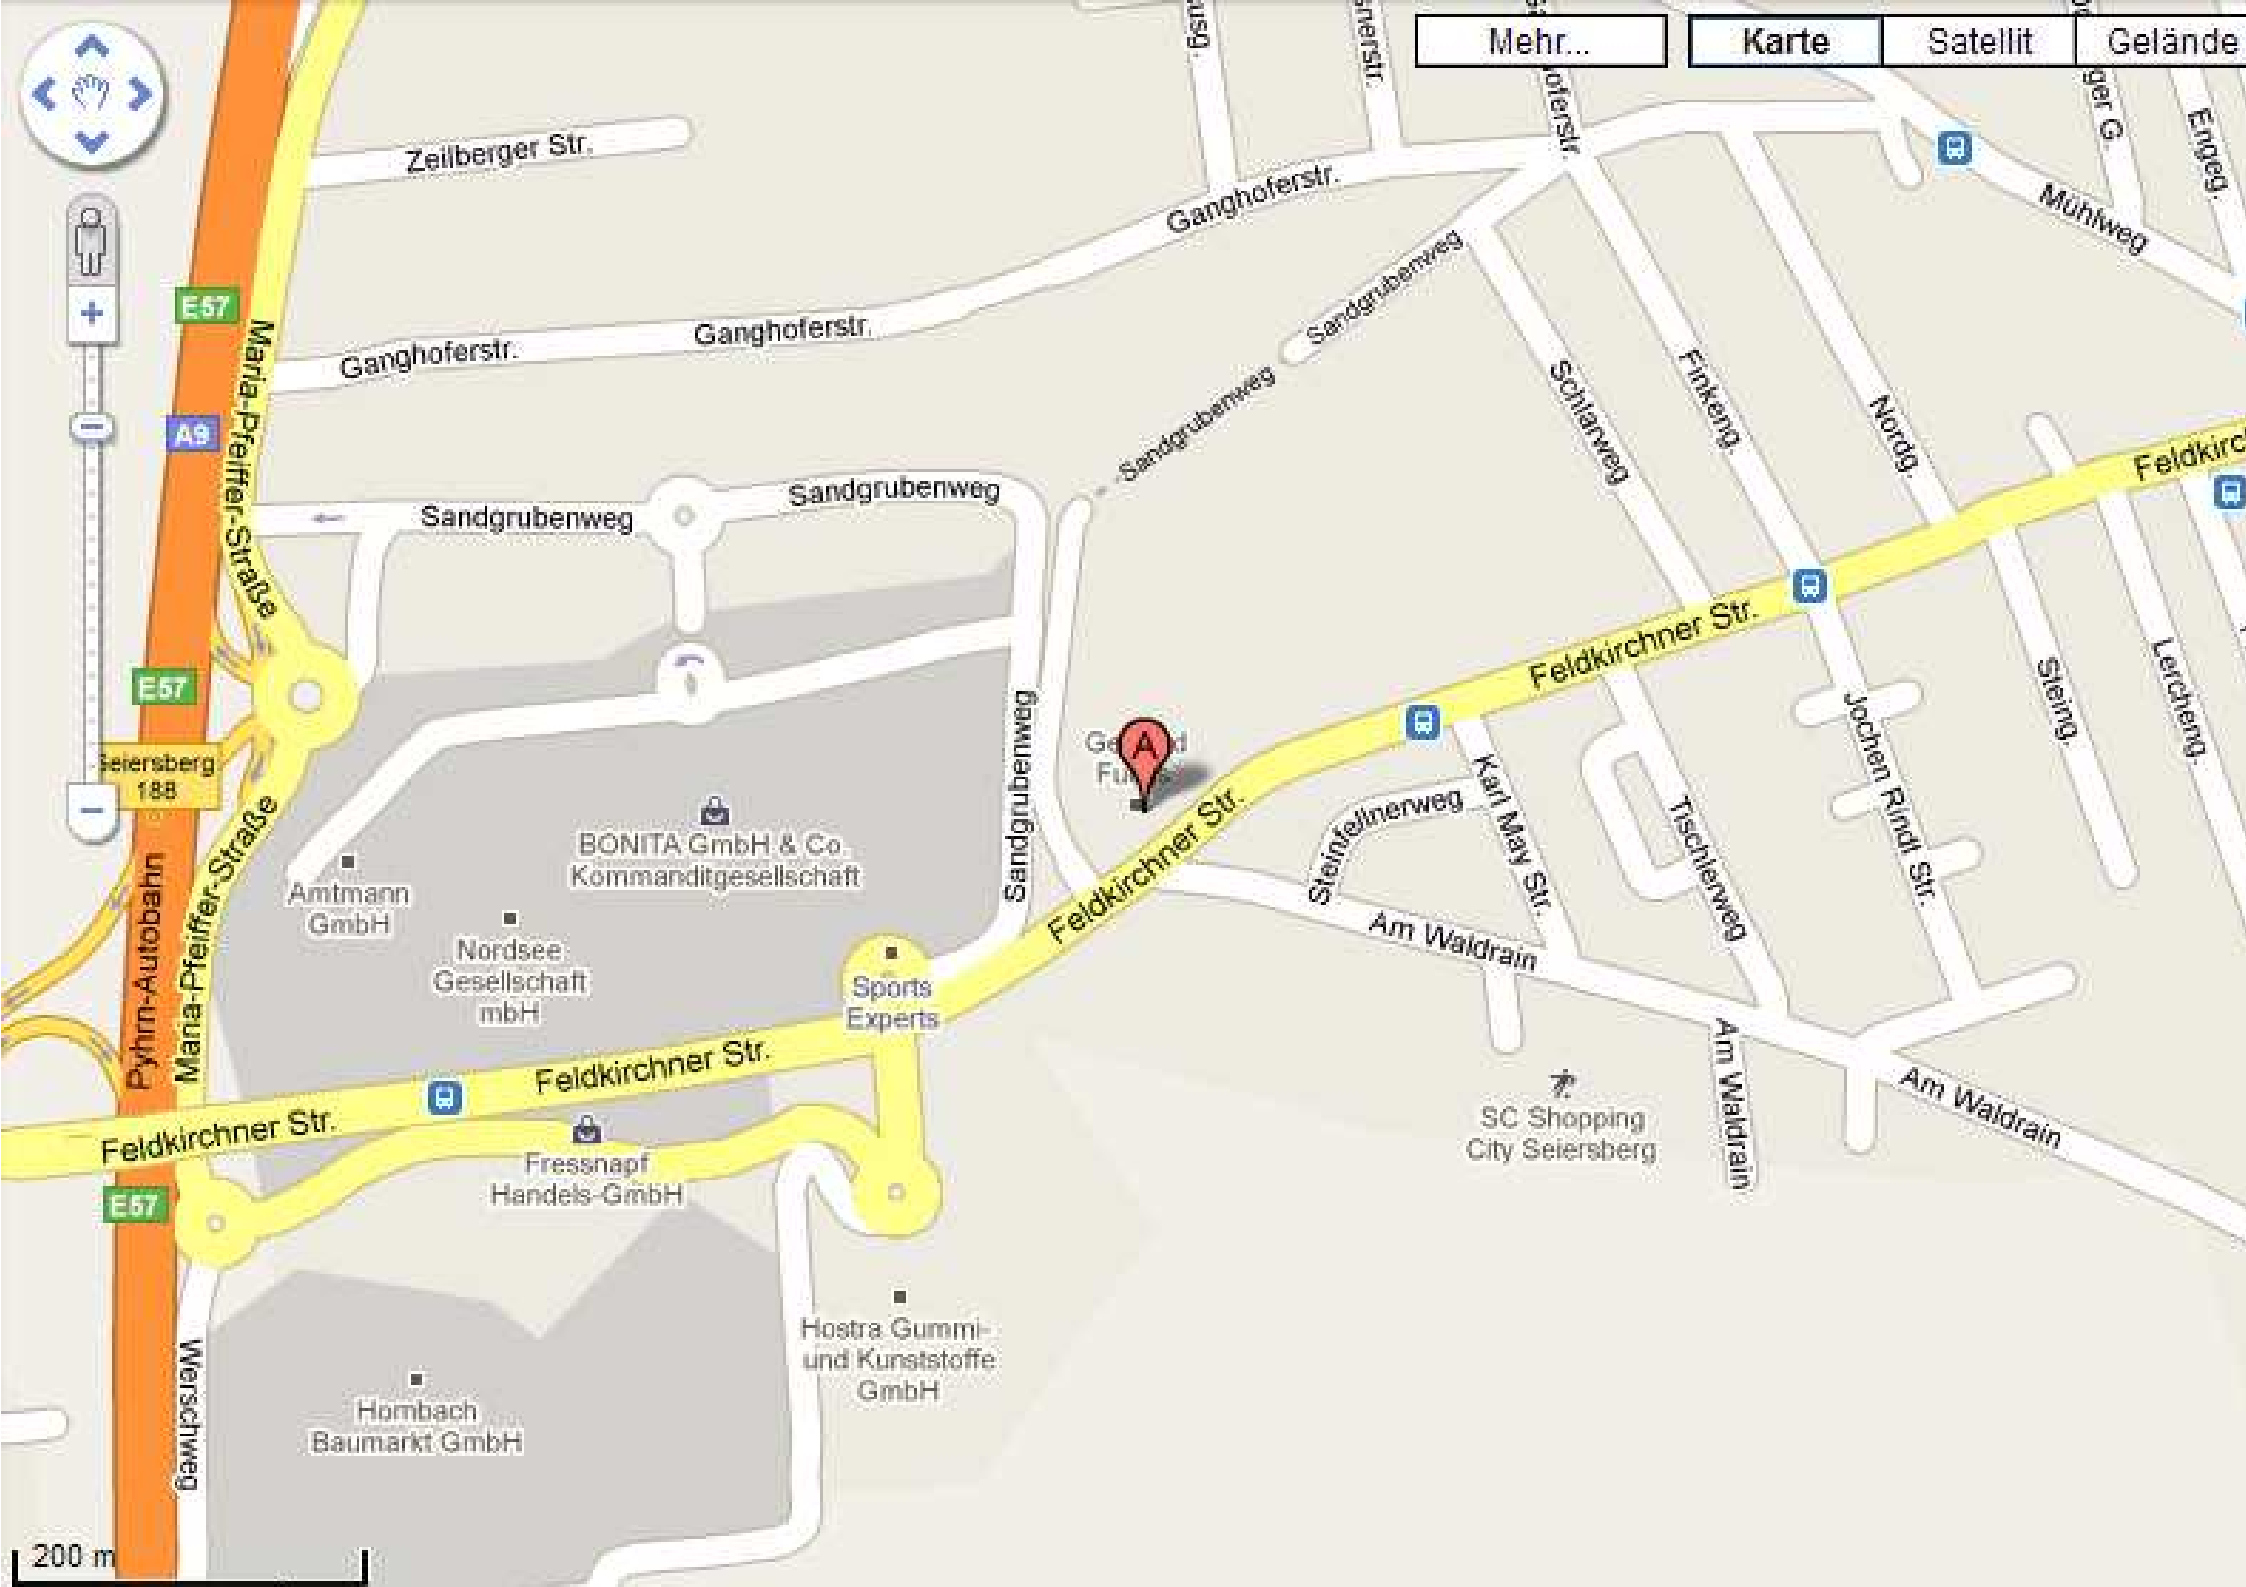 Mehr...
Karte
Satellit
Gelände
Zeilberger Str.
Ganghoferstr.
Mühlweg
Engeg.
E57
Sandgrubenweg
Ganghoferstr.
Ganghoferstr.
Maria-Pfeiffer-Straße
A9
Sandgrubenweg
Schlarweg
Finkeng.
Nordg.
Feldkirc
Sandgrubenweg
Sandgrubenweg
E57
Feldkirchner Str.
Steing.
Lercheng.
Seiersberg
188
A
Sandgrubenweg
Jochen Rindl Str.
Karl May Str.
Tischlerweg
Steinfellnerweg
BONITA GmbH & Co.
Kommanditgesellschaft
Feldkirchner Str.
Amtmann
GmbH
Maria-Pfeiffer-Straße
Pyhrn-Autobahn
Nordsee
Gesellschaft
mbH
Am Waldrain
Sports
Experts
Feldkirchner Str.
Feldkirchner Str.
SC Shopping
City Seiersberg
Am Waldrain
Am Waldrain
Fressnapf
Handels-GmbH
E57
Hostra Gummi-
und Kunststoffe
GmbH
Hornbach
Baumarkt GmbH
Werschweg
200 m